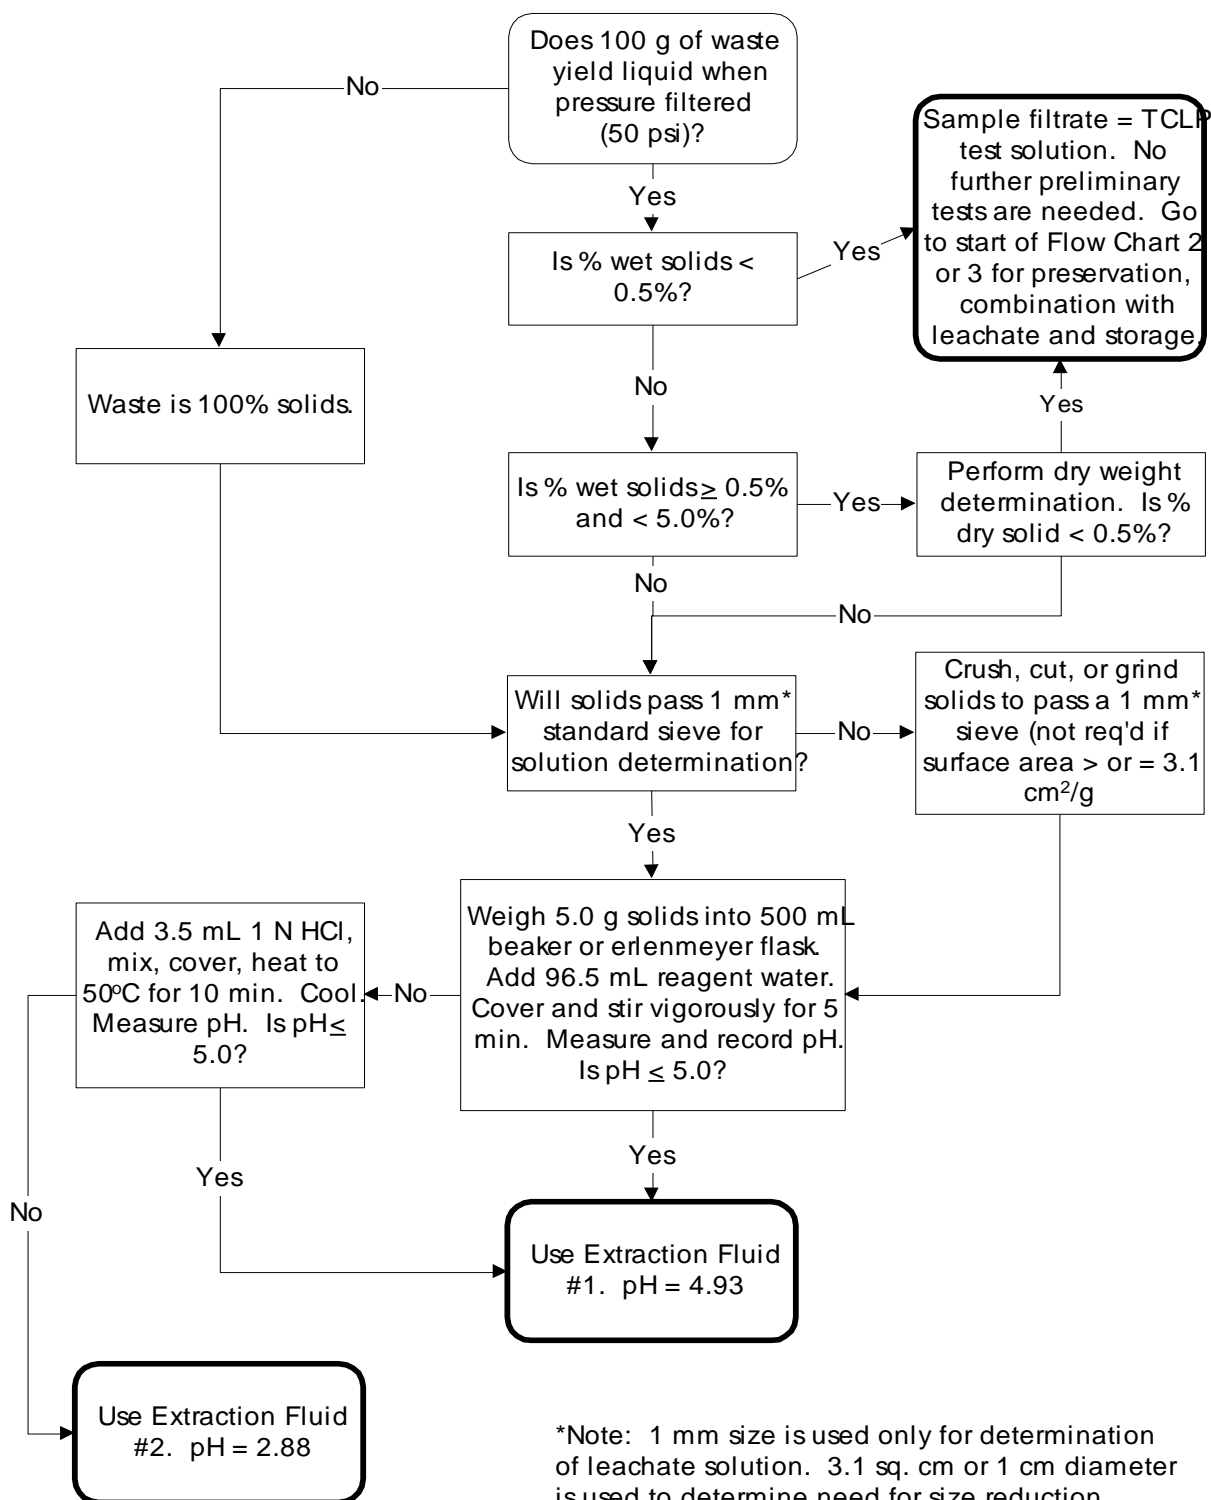 Does 100 g of waste
yield liquid when
pressure filtered
(50 psi)?
No
Yes
Sample filtrate = TCLP
test solution. No
further preliminary
tests are needed. Go
to start of Flow Chart 2
or 3 for preservation,
combination with
leachate and storage.
Is % wet solids <
0.5%?
Yes
No
Waste is 100% solids.
Yes
Is % wet solids ≥ 0.5%
and < 5.0%?
Yes
Perform dry weight
determination. Is %
dry solid < 0.5%?
No
No
Will solids pass 1 mm*
standard sieve for
solution determination?
No
Crush, cut, or grind
solids to pass a 1 mm*
sieve (not req'd if
surface area > or = 3.1
cm²/g
Yes
Weigh 5.0 g solids into 500 mL
beaker or erlenmeyer flask.
Add 96.5 mL reagent water.
Cover and stir vigorously for 5
min. Measure and record pH.
Is pH ≤ 5.0?
No
Add 3.5 mL 1 N HCl,
mix, cover, heat to
50ºC for 10 min. Cool.
Measure pH. Is pH ≤
5.0?
Yes
Yes
No
Use Extraction Fluid
#1. pH = 4.93
Use Extraction Fluid
#2. pH = 2.88
*Note: 1 mm size is used only for determination
of leachate solution. 3.1 sq. cm or 1 cm diameter
is used to determine need for size reduction